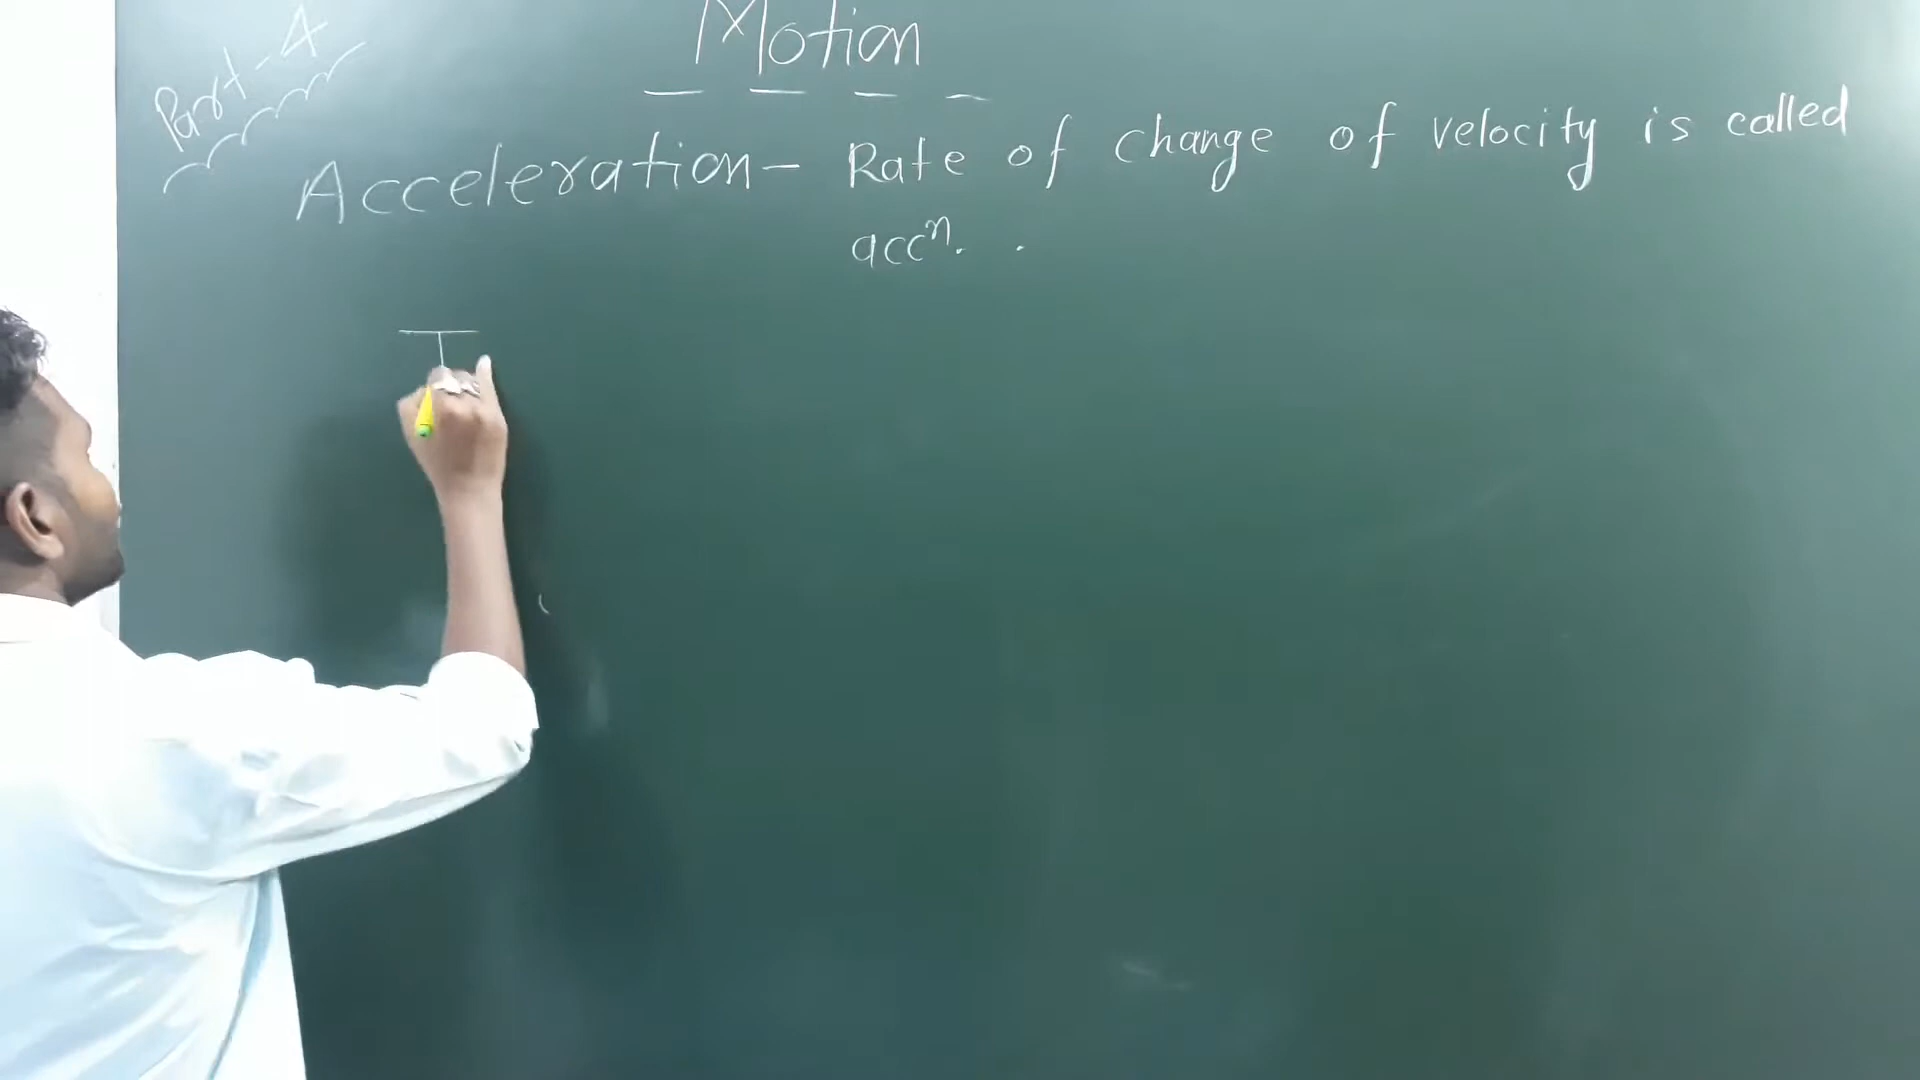 Part-4
Motion
Acceleration- Rate of change of velocity is called
accⁿ.
T